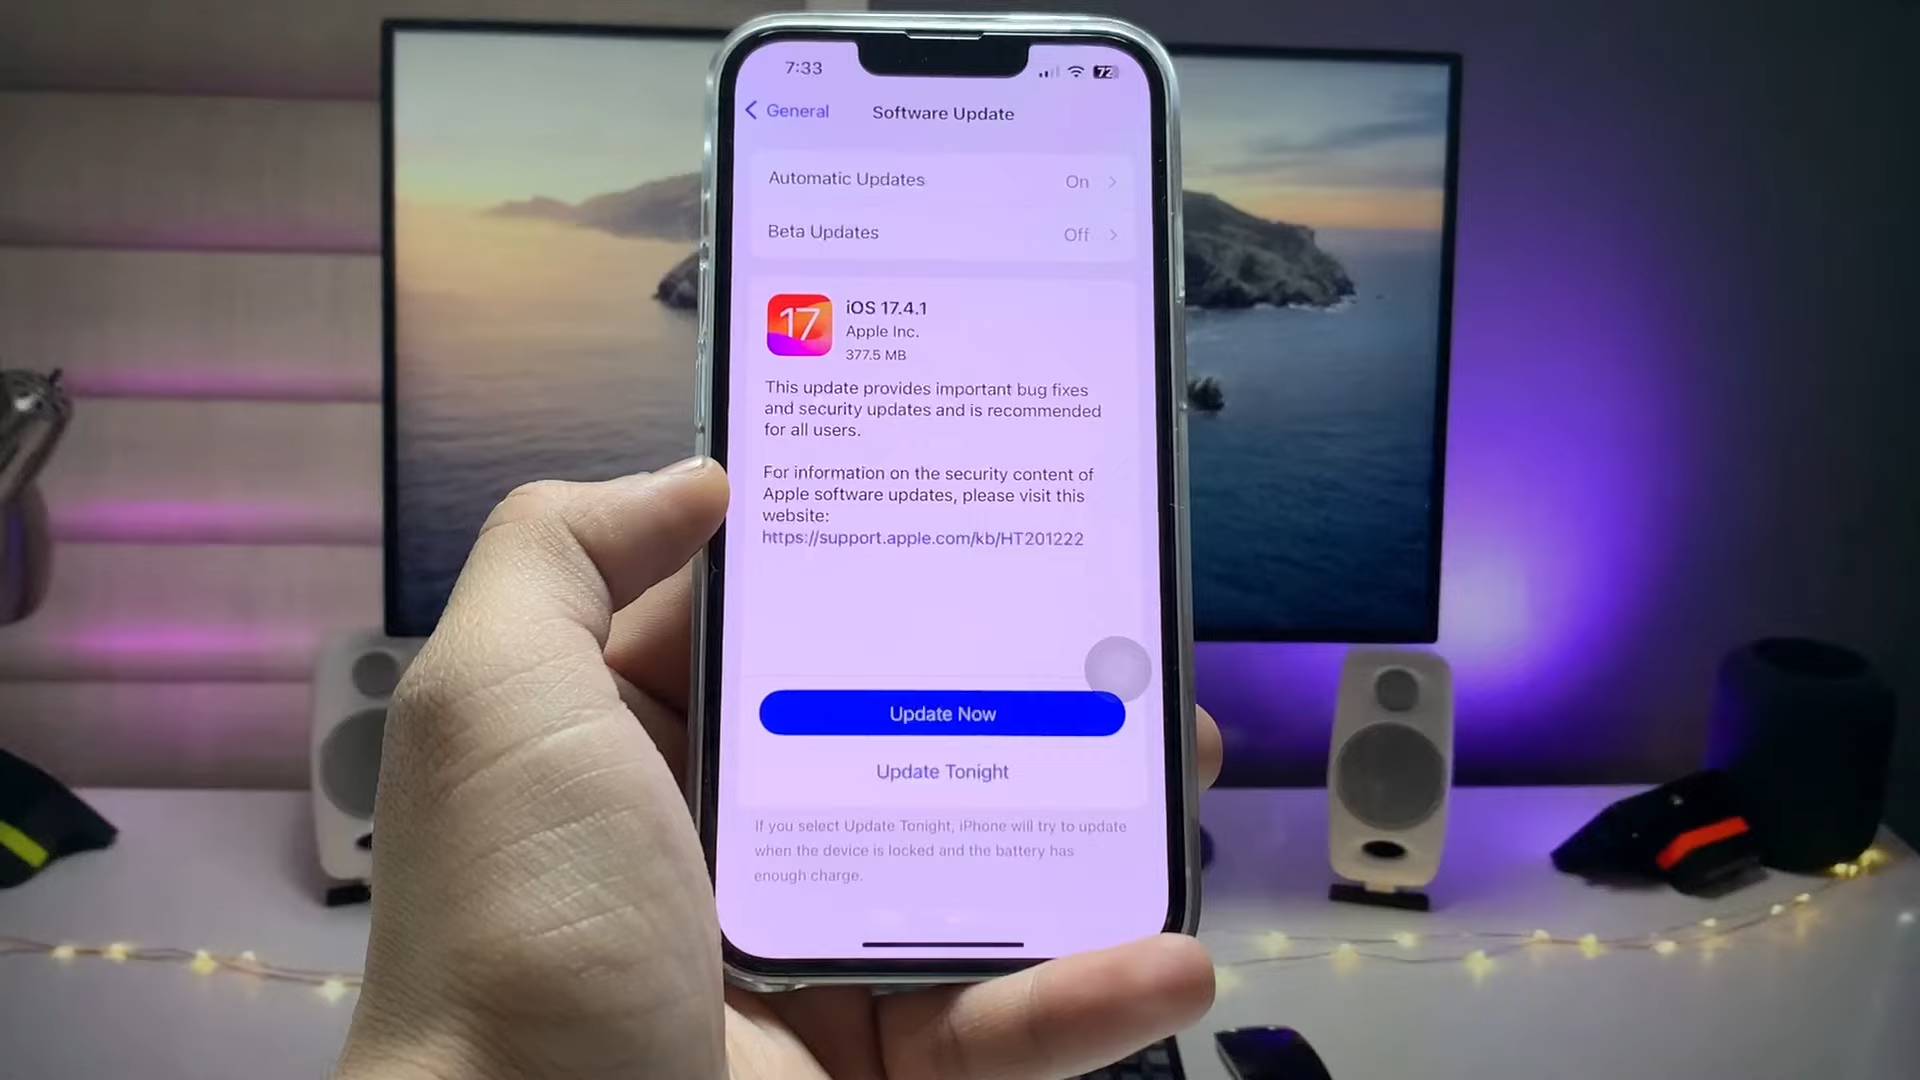 7:33
72
General
Software Update
Automatic Updates
On
Beta Updates
Off
17
iOS 17.4.1
Apple Inc.
377.5 MB
This update provides important bug fixes
and security updates and is recommended
for all users.
For information on the security content of
Apple software updates, please visit this
website:
https://support.apple.com/kb/HT201222
Update Now
Update Tonight
If you select Update Tonight, iPhone will try to update
when the device is locked and the battery has
enough charge.